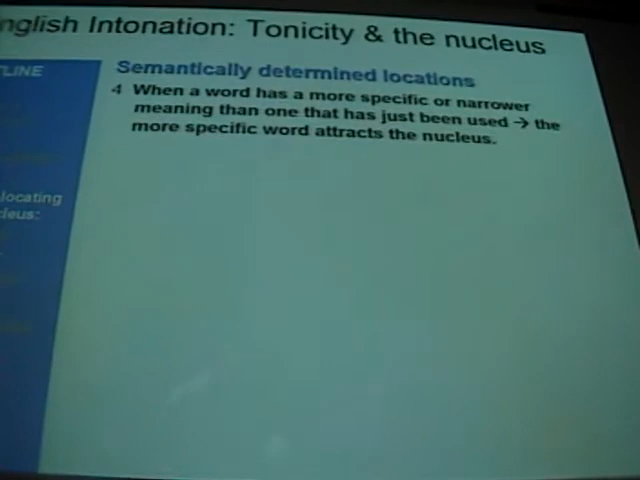 nglish Intonation: Tonicity & the nucleus
LINE
Semantically determined locations
4 When a word has a more specific or narrower
meaning than one that has just been used → the
more specific word attracts the nucleus.
locating
cleus: